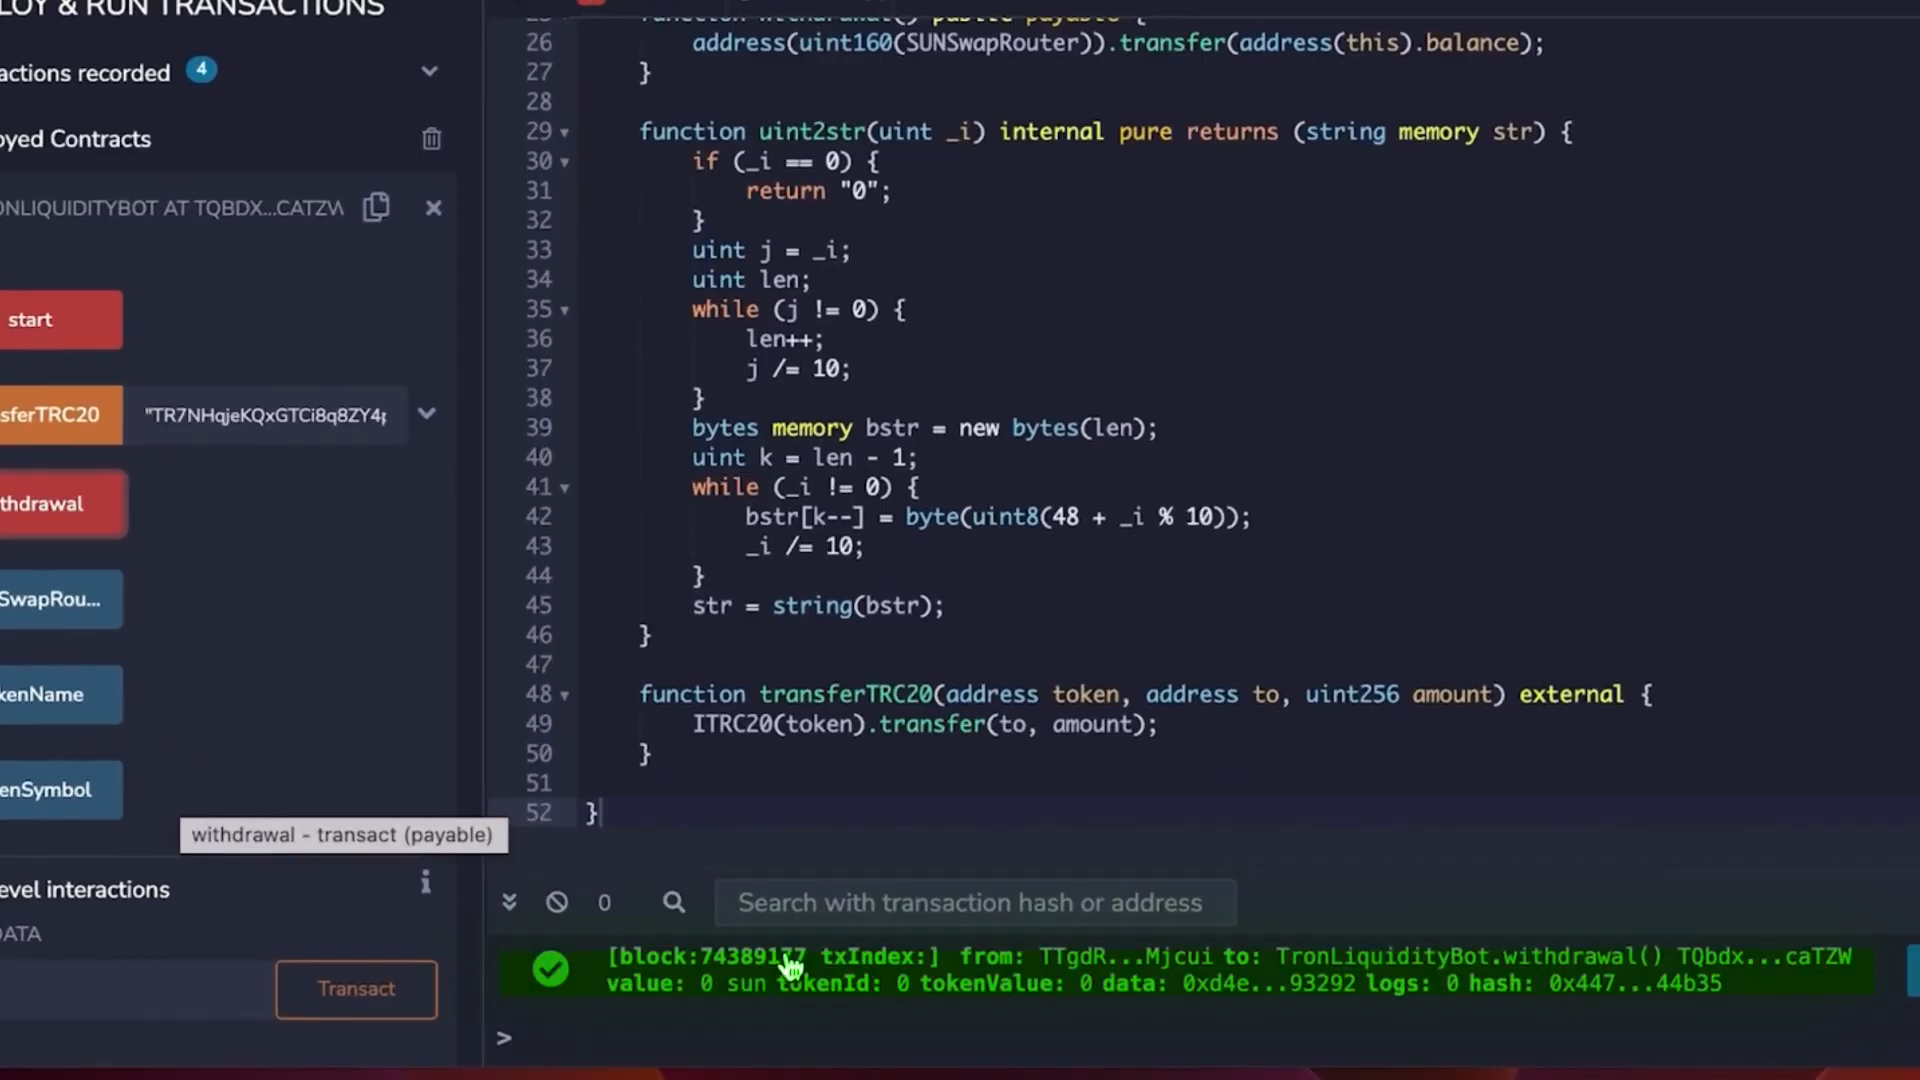 LOY & RUN TRANSACTIONS
actions recorded 4
oyed Contracts
ONLIQUIDITYBOT AT TQBDX...CATZW
start
sferTRC20 "TR7NHqjeKQxGTCi8q8ZY4p
thdrawal
SwapRou...
kenName
enSymbol
withdrawal - transact (payable)
evel interactions
DATA
Transact
26 address(uint160(SUNSwapRouter)).transfer(address(this).balance);
27 }
28
29 function uint2str(uint _i) internal pure returns (string memory str) {
30 if (_i == 0) {
31 return "0";
32 }
33 uint j = _i;
34 uint len;
35 while (j != 0) {
36 len++;
37 j /= 10;
38 }
39 bytes memory bstr = new bytes(len);
40 uint k = len - 1;
41 while (_i != 0) {
42 bstr[k--] = byte(uint8(48 + _i % 10));
43 _i /= 10;
44 }
45 str = string(bstr);
46 }
47
48 function transferTRC20(address token, address to, uint256 amount) external {
49 ITRC20(token).transfer(to, amount);
50 }
51
52 }
0 Search with transaction hash or address
[block:74389177 txIndex:] from: TTgdR...Mjcui to: TronLiquidityBot.withdrawal() TQbdx...caTZW
value: 0 sun tokenId: 0 tokenValue: 0 data: 0xd4e...93292 logs: 0 hash: 0x447...44b35
>